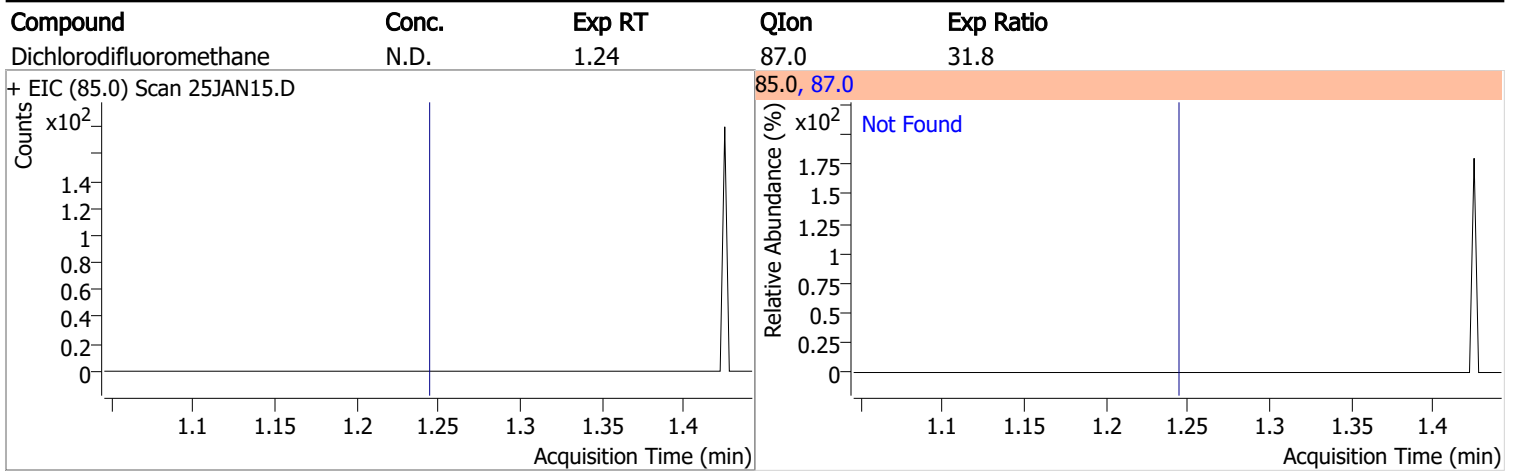 Compound Conc. Exp RT QIon Exp Ratio
Dichlorodifluoromethane N.D. 1.24 87.0 31.8
+ EIC (85.0) Scan 25JAN15.D
Counts
x10²
1.4
1.2
1
0.8
0.6
0.4
0.2
0
1.1 1.15 1.2 1.25 1.3 1.35 1.4
Acquisition Time (min)
85.0, 87.0
Relative Abundance (%)
x10²
Not Found
1.75
1.5
1.25
1
0.75
0.5
0.25
0
1.1 1.15 1.2 1.25 1.3 1.35 1.4
Acquisition Time (min)